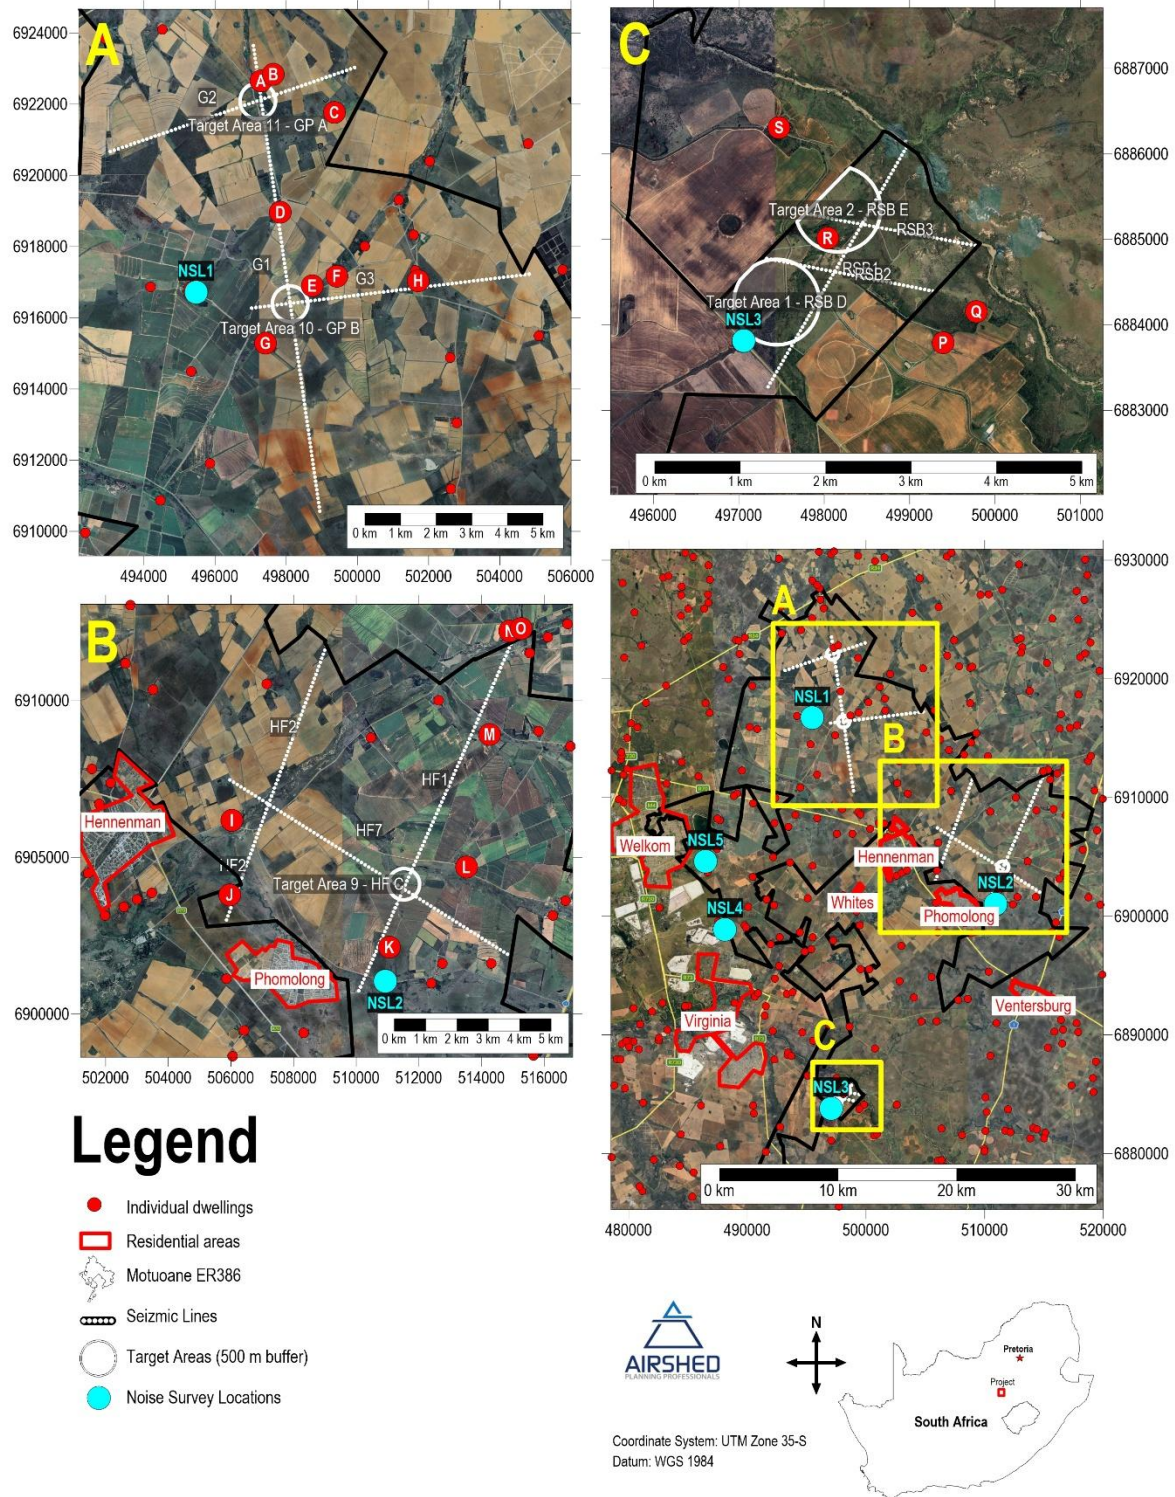 A
6924000
6922000
6920000
6918000
6916000
6914000
6912000
6910000
A
B
G2
C
Target Area 11 - GP A
D
G1
NSL1
E
F
G3
H
Target Area 10 - GP B
G
0 km 1 km 2 km 3 km 4 km 5 km
494000 496000 498000 500000 502000 504000 506000
C
6887000
6886000
6885000
6884000
6883000
S
Target Area 2 - RSB E
RSB3
R
RSB1
RSB2
Target Area 1 - RSB D
NSL3
Q
P
0 km 1 km 2 km 3 km 4 km 5 km
496000 497000 498000 499000 500000 501000
B
6910000
6905000
6900000
O
M
HF2
HF1
Hennenman
I
HF7
HF2
L
J
Target Area 9 - HF C
K
Phomolong
NSL2
0 km 1 km 2 km 3 km 4 km 5 km
502000 504000 506000 508000 510000 512000 514000 516000
6930000
6920000
6910000
6900000
6890000
6880000
A
NSL1
B
Welkom
NSL5
Hennenman
NSL2
Whites
Phomolong
NSL4
Virginia
Ventersburg
C
NSL3
0 km 10 km 20 km 30 km
480000 490000 500000 510000 520000
Legend
Individual dwellings
Residential areas
Motuoane ER386
Seizmic Lines
Target Areas (500 m buffer)
Noise Survey Locations
AIRSHED
PLANNING PROFESSIONALS
N
Pretoria
Project
South Africa
Coordinate System: UTM Zone 35-S
Datum: WGS 1984